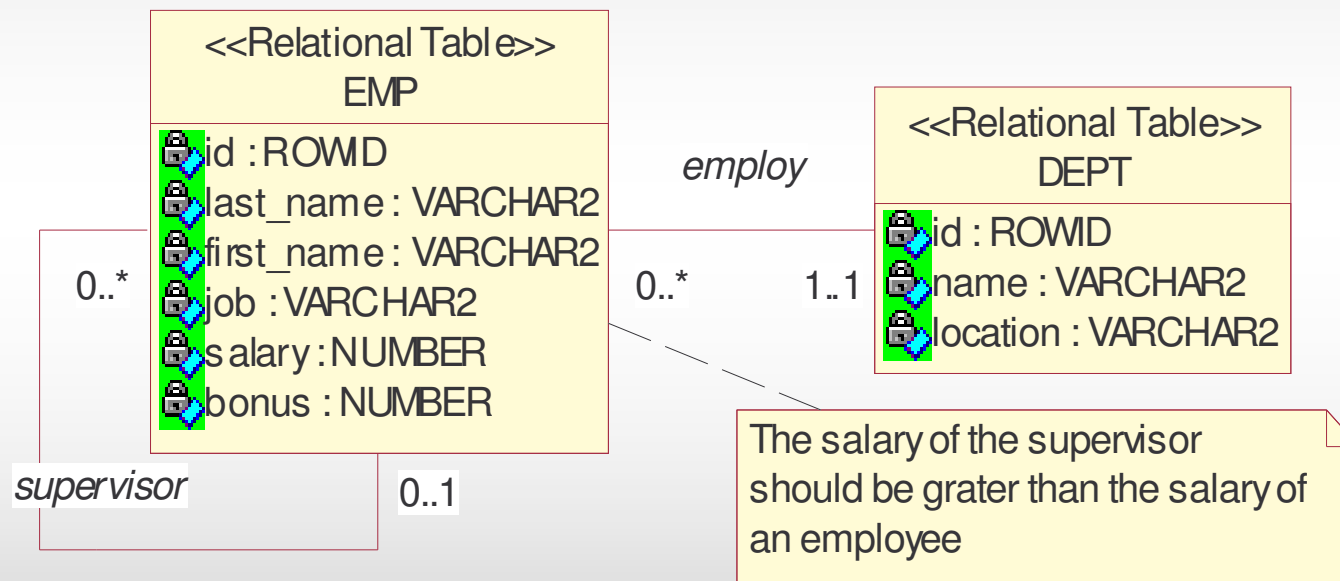 <<Relational Table>>
EMP
id : ROWID
last_name : VARCHAR2
first_name : VARCHAR2
job : VARCHAR2
salary : NUMBER
bonus : NUMBER
employ
<<Relational Table>>
DEPT
id : ROWID
name : VARCHAR2
location : VARCHAR2
0..*
0..*
1..1
supervisor
0..1
The salary of the supervisor
should be grater than the salary of
an employee